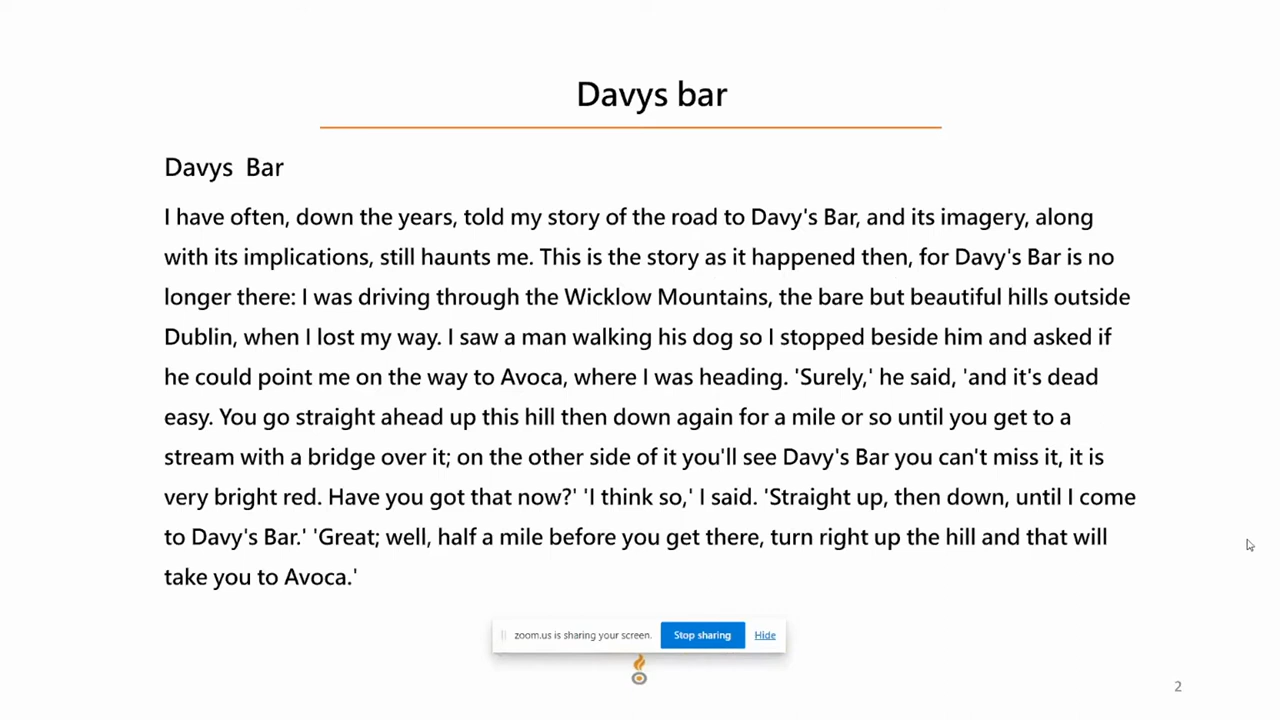 Davys bar
Davys Bar
I have often, down the years, told my story of the road to Davy's Bar, and its imagery, along
with its implications, still haunts me. This is the story as it happened then, for Davy's Bar is no
longer there: I was driving through the Wicklow Mountains, the bare but beautiful hills outside
Dublin, when I lost my way. I saw a man walking his dog so I stopped beside him and asked if
he could point me on the way to Avoca, where I was heading. 'Surely,' he said, 'and it's dead
easy. You go straight ahead up this hill then down again for a mile or so until you get to a
stream with a bridge over it; on the other side of it you'll see Davy's Bar you can't miss it, it is
very bright red. Have you got that now?' 'I think so,' I said. 'Straight up, then down, until I come
to Davy's Bar.' 'Great; well, half a mile before you get there, turn right up the hill and that will
take you to Avoca.'
zoom.us is sharing your screen. Stop sharing Hide
2